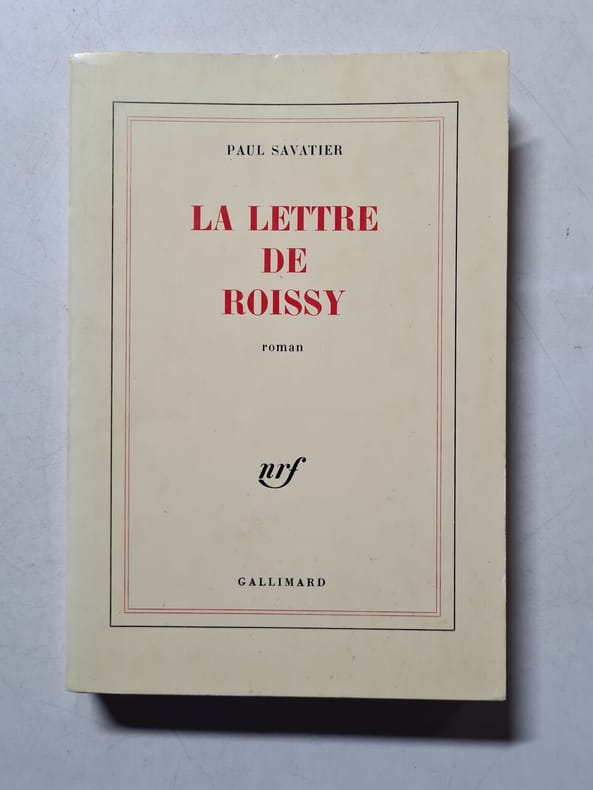 PAUL SAVATIER
LA LETTRE
DE
ROISSY
roman
nrf
GALLIMARD